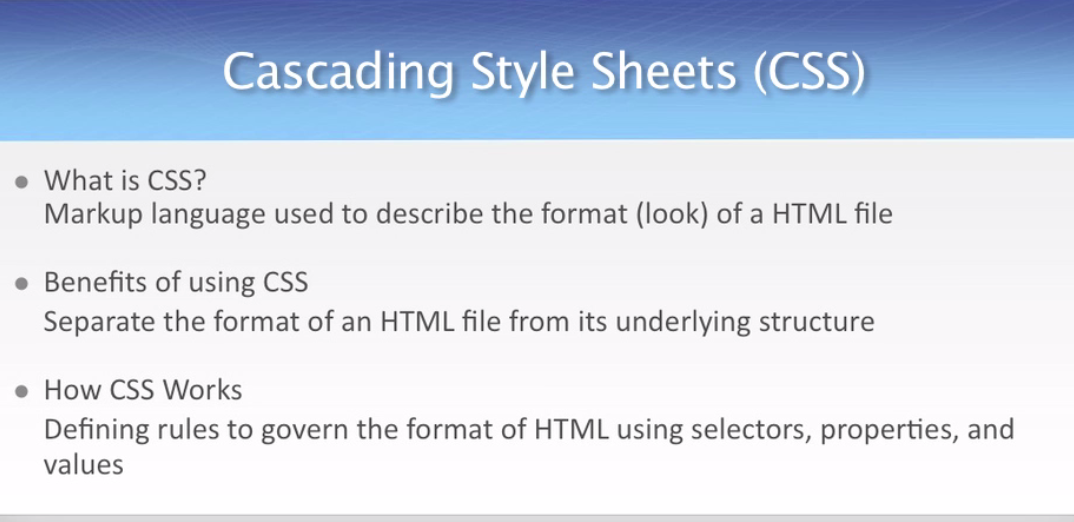 Cascading Style Sheets (CSS)
● What is CSS?
Markup language used to describe the format (look) of a HTML file
● Benefits of using CSS
Separate the format of an HTML file from its underlying structure
● How CSS Works
Defining rules to govern the format of HTML using selectors, properties, and
values